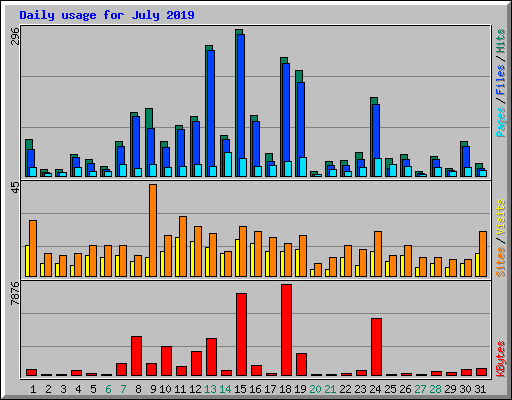 Daily usage for July 2019
296
Pages / Files / Hits
45
Sites / Visits
7876
KBytes
1 2 3 4 5 6 7 8 9 10 11 12 13 14 15 16 17 18 19 20 21 22 23 24 25 26 27 28 29 30 31